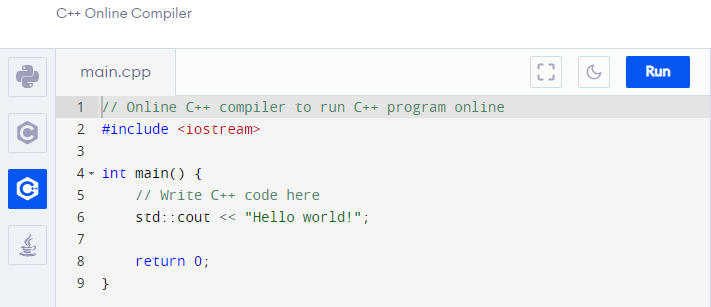 C++ Online Compiler
main.cpp
Run
1 // Online C++ compiler to run C++ program online
2 #include <iostream>
3
4 int main() {
5     // Write C++ code here
6     std::cout << "Hello world!";
7
8     return 0;
9 }